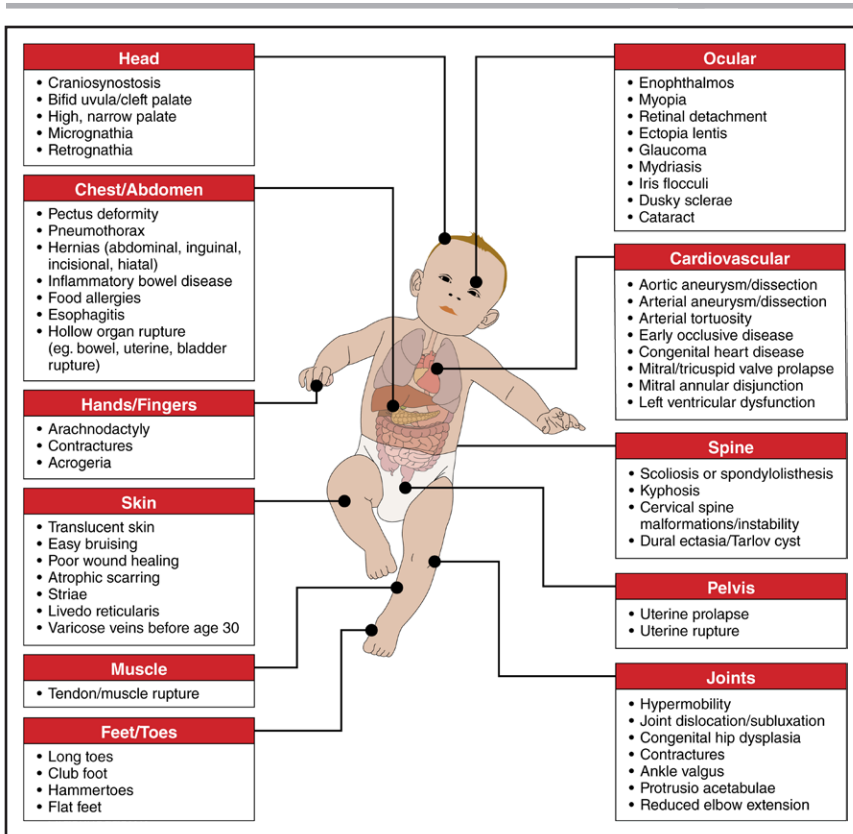 Head
• Craniosynostosis
• Bifid uvula/cleft palate
• High, narrow palate
• Micrognathia
• Retrognathia
Chest/Abdomen
• Pectus deformity
• Pneumothorax
• Hernias (abdominal, inguinal,
incisional, hiatal)
• Inflammatory bowel disease
• Food allergies
• Esophagitis
• Hollow organ rupture
(eg. bowel, uterine, bladder
rupture)
Hands/Fingers
• Arachnodactyly
• Contractures
• Acrogeria
Skin
• Translucent skin
• Easy bruising
• Poor wound healing
• Atrophic scarring
• Striae
• Livedo reticularis
• Varicose veins before age 30
Muscle
• Tendon/muscle rupture
Feet/Toes
• Long toes
• Club foot
• Hammertoes
• Flat feet
Ocular
• Enophthalmos
• Myopia
• Retinal detachment
• Ectopia lentis
• Glaucoma
• Mydriasis
• Iris flocculi
• Dusky sclerae
• Cataract
Cardiovascular
• Aortic aneurysm/dissection
• Arterial aneurysm/dissection
• Arterial tortuosity
• Early occlusive disease
• Congenital heart disease
• Mitral/tricuspid valve prolapse
• Mitral annular disjunction
• Left ventricular dysfunction
Spine
• Scoliosis or spondylolisthesis
• Kyphosis
• Cervical spine
malformations/instability
• Dural ectasia/Tarlov cyst
Pelvis
• Uterine prolapse
• Uterine rupture
Joints
• Hypermobility
• Joint dislocation/subluxation
• Congenital hip dysplasia
• Contractures
• Ankle valgus
• Protrusio acetabulae
• Reduced elbow extension